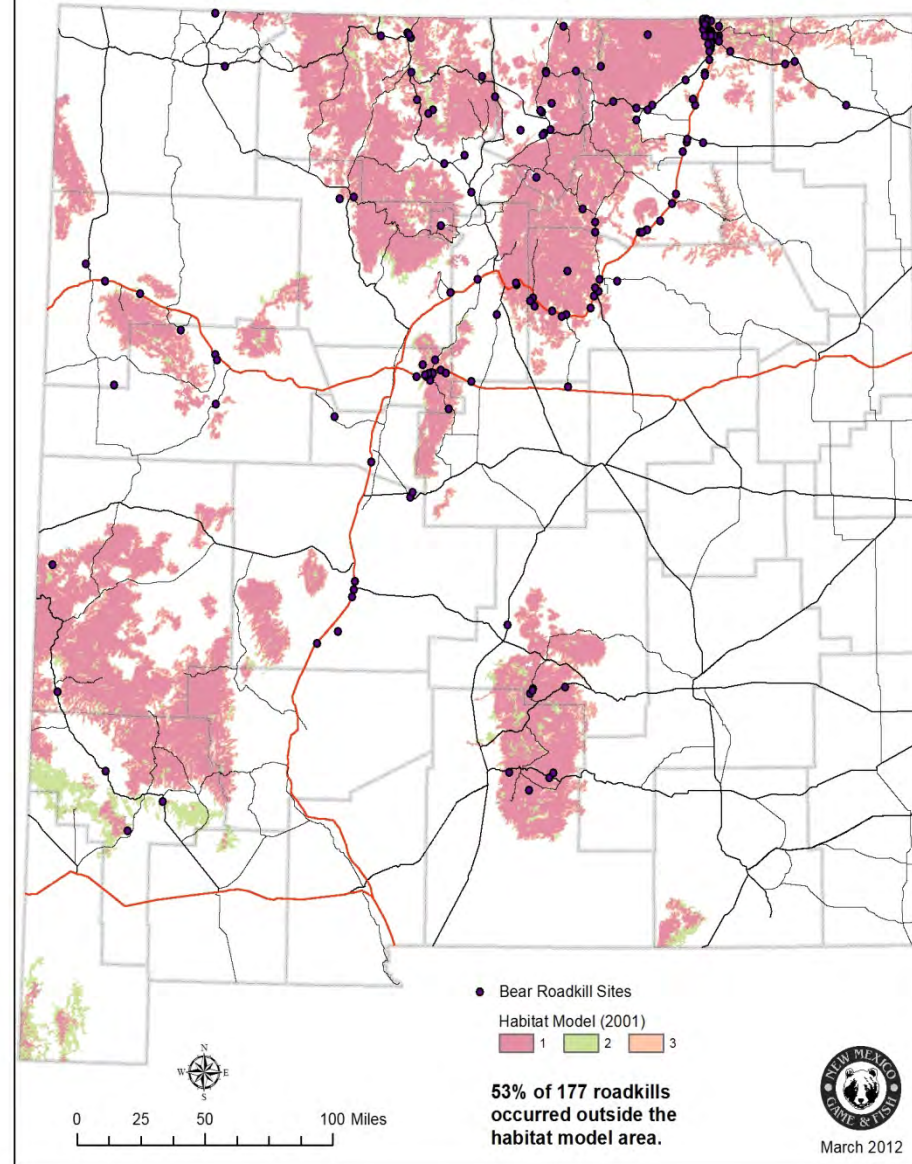 Bear Roadkill Sites
Habitat Model (2001)
1 2 3
53% of 177 roadkills
occurred outside the
habitat model area.
N
W E
S
0 25 50 100 Miles
NEW MEXICO
GAME & FISH
March 2012